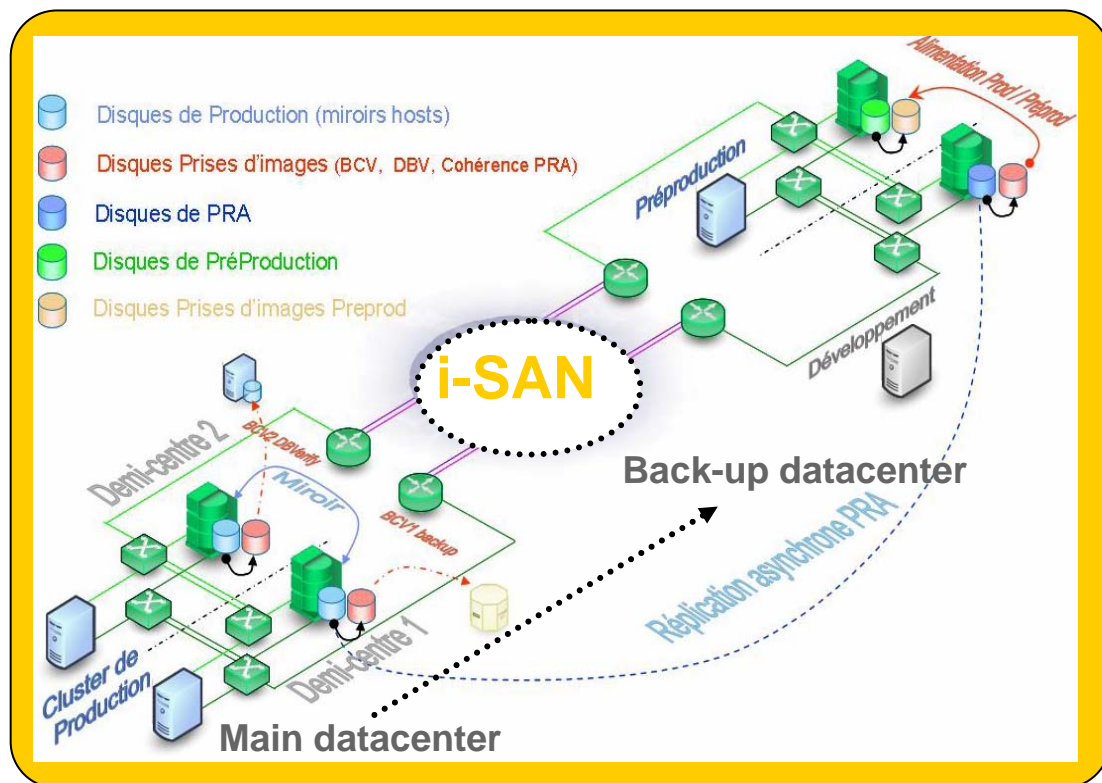 Disques de Production (miroirs hosts)
Disques Prises d'images (BCV, DBV, Cohérence PRA)
Disques de PRA
Disques de PréProduction
Disques Prises d'images Preprod
Alimentation Prod / Préprod
Préproduction
Développement
i-SAN
BCV2 DBVerify
Demi-centre 2
Miroir
BCV1 backup
Back-up datacenter
Réplication asynchrone PRA
Demi-centre 1
Cluster de
Production
Main datacenter